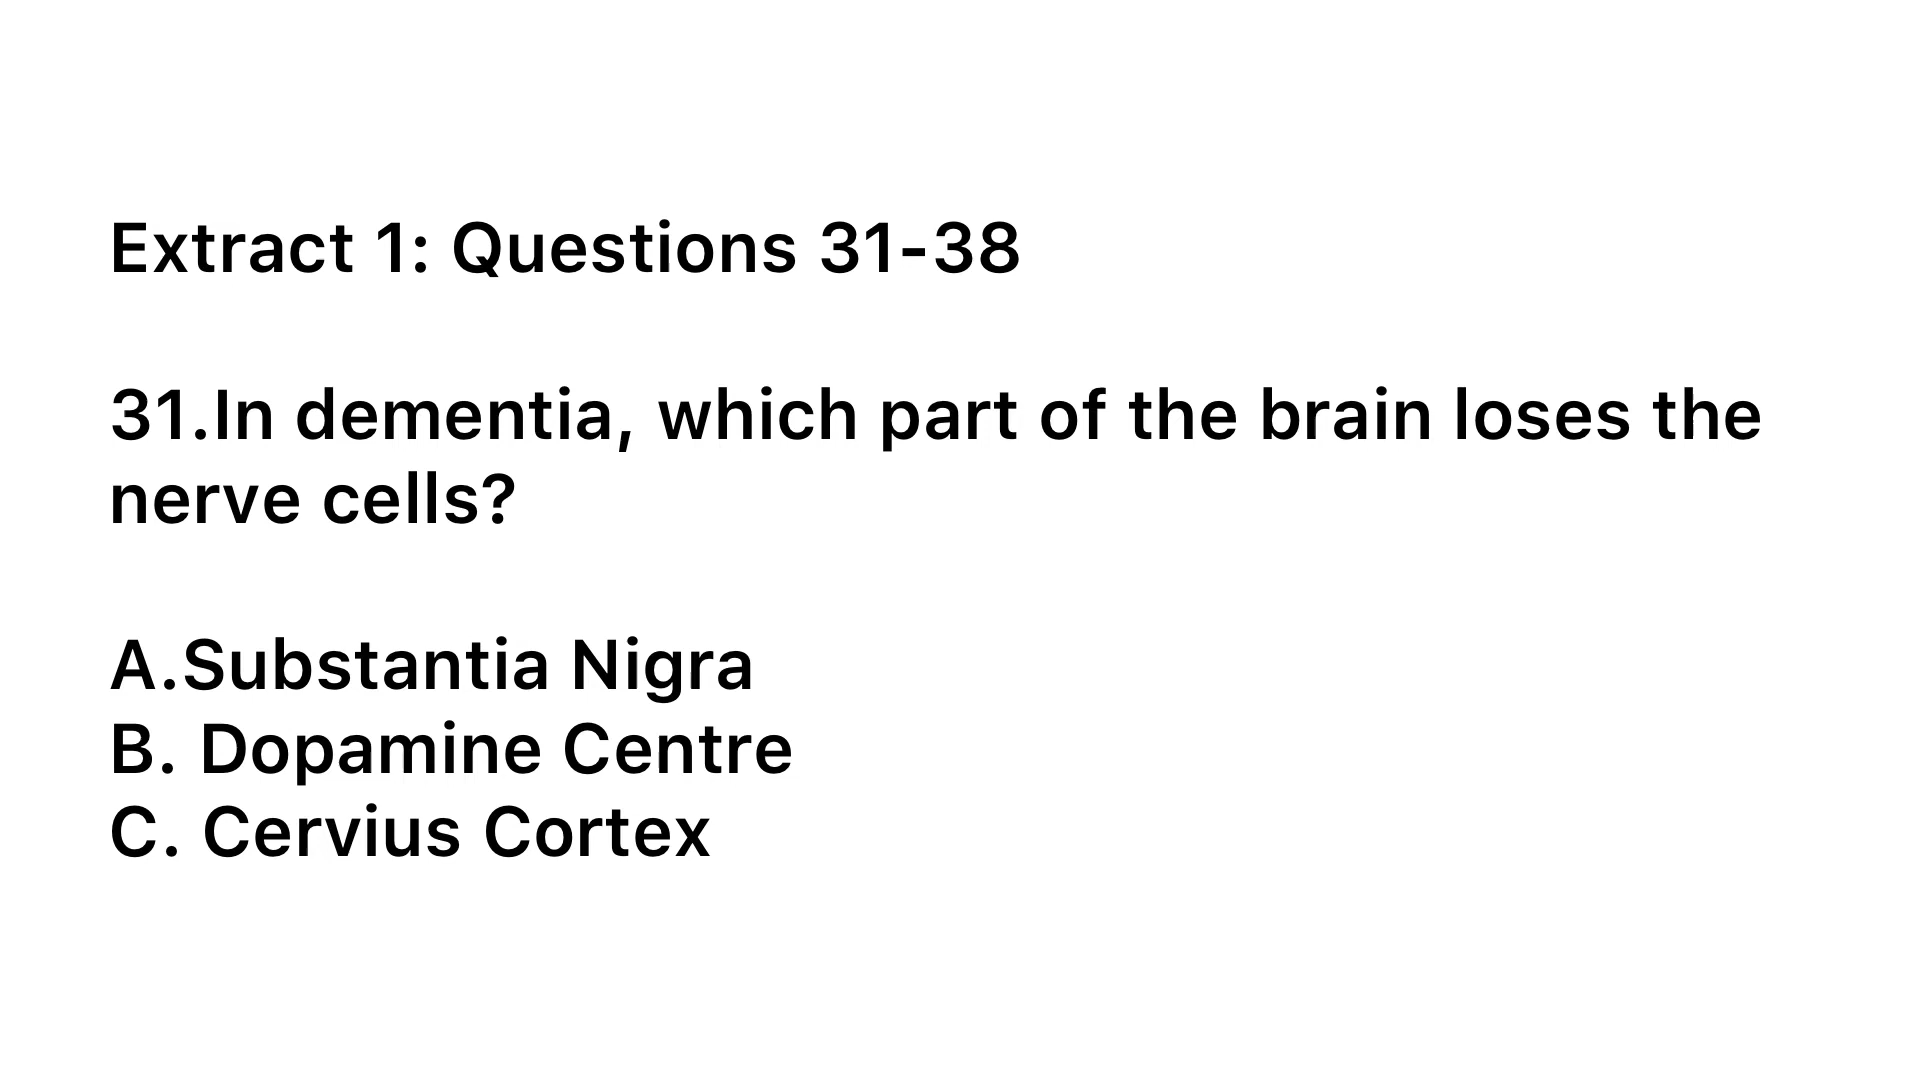 Extract 1: Questions 31-38
31.In dementia, which part of the brain loses the
nerve cells?
A.Substantia Nigra
B. Dopamine Centre
C. Cervius Cortex